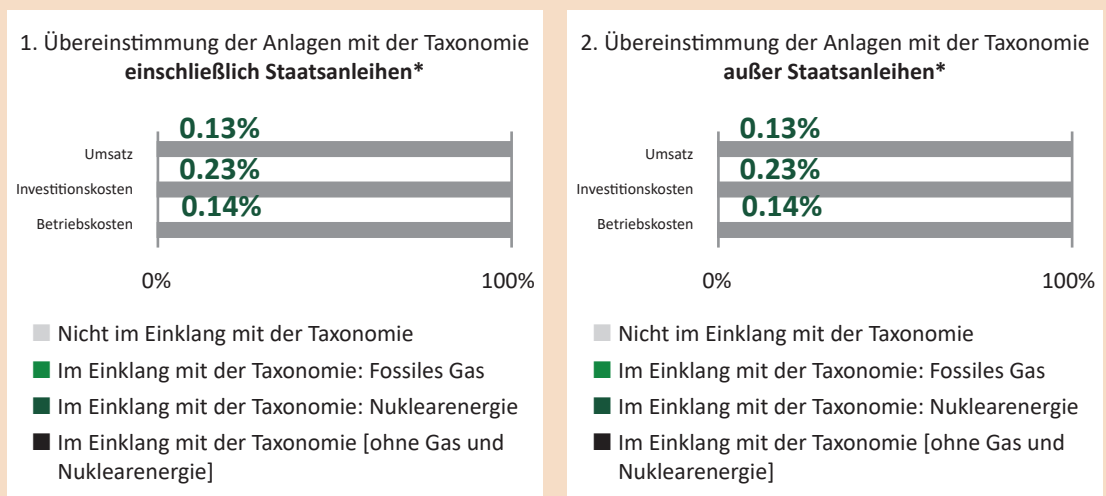 1. Übereinstimmung der Anlagen mit der Taxonomie
einschließlich Staatsanleihen*
0.13%
Umsatz
0.23%
Investitionskosten
0.14%
Betriebskosten
0%
100%
Nicht im Einklang mit der Taxonomie
Im Einklang mit der Taxonomie: Fossiles Gas
Im Einklang mit der Taxonomie: Nuklearenergie
Im Einklang mit der Taxonomie [ohne Gas und
Nuklearenergie]
2. Übereinstimmung der Anlagen mit der Taxonomie
außer Staatsanleihen*
0.13%
Umsatz
0.23%
Investitionskosten
0.14%
Betriebskosten
0%
100%
Nicht im Einklang mit der Taxonomie
Im Einklang mit der Taxonomie: Fossiles Gas
Im Einklang mit der Taxonomie: Nuklearenergie
Im Einklang mit der Taxonomie [ohne Gas und
Nuklearenergie]